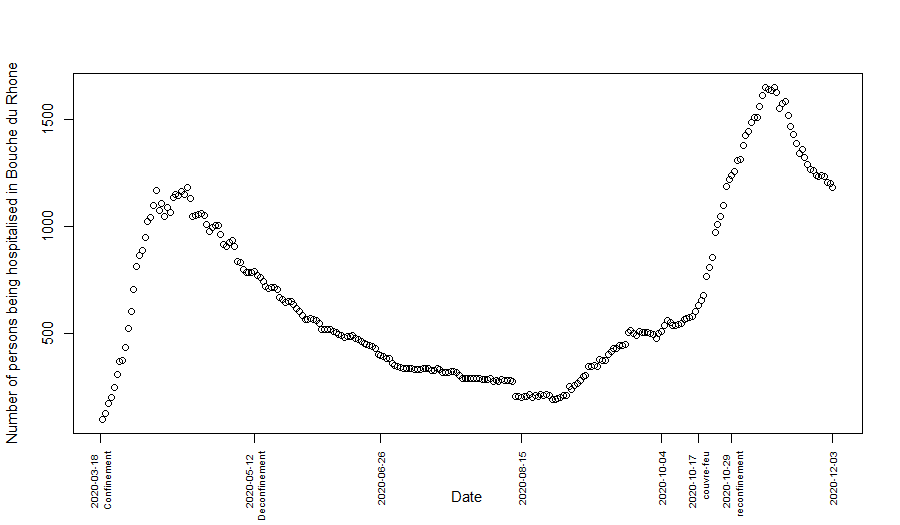 Number of persons being hospitalised in Bouche du Rhone
1500
1000
500
2020-03-18
Confinement
2020-05-12
Deconfinement
2020-06-26
2020-08-15
2020-10-04
2020-10-17
couvre-feu
2020-10-29
reconfinement
2020-12-03
Date